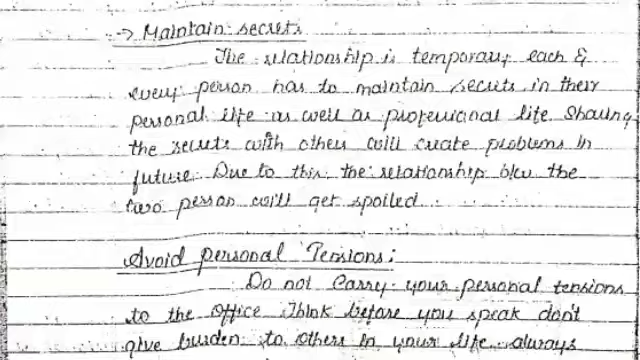 → Maintain secrets
The relationship is temporary each &
every person has to maintain secrets in their
personal life as well as professional life. Sharing
the secrets with others will create problems in
future. Due to this the relationship b/w the
two person will get spoiled.
Avoid personal Tensions:
Do not Carry your personal tensions
to the office. Think before you speak don't
give burden to others in your life. always